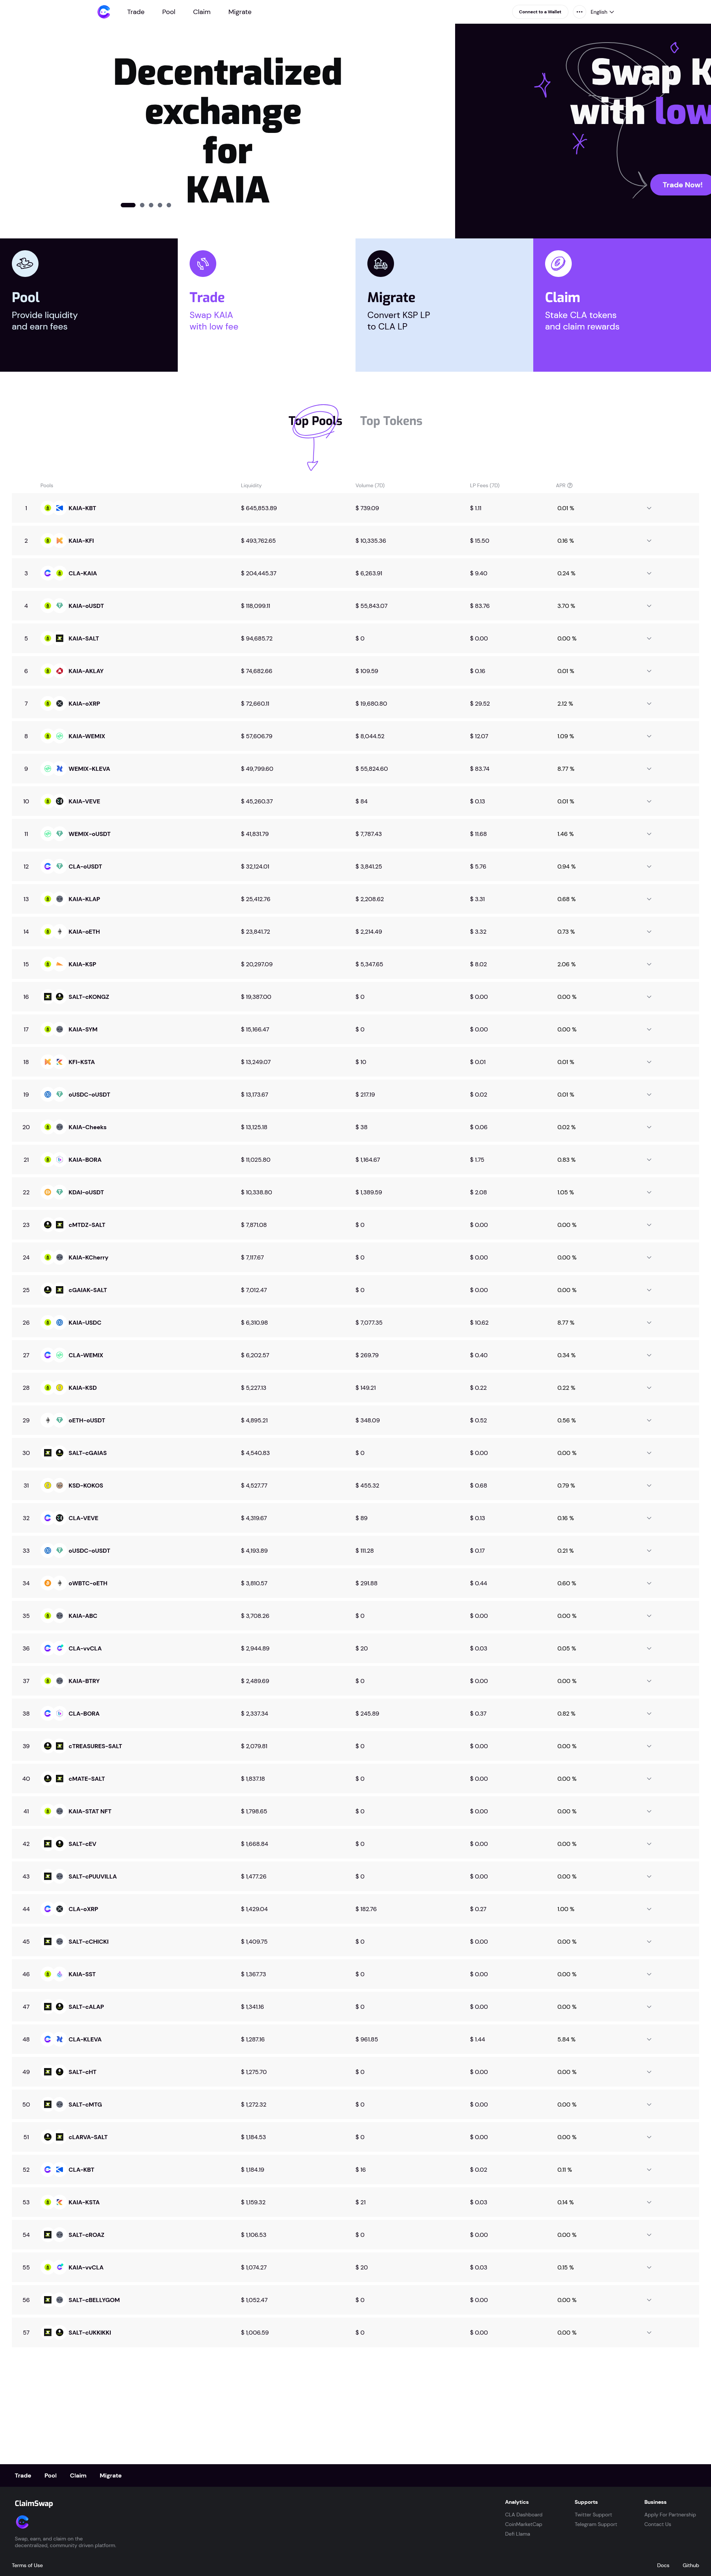 Trade Pool Claim Migrate Connect to a Wallet English
Decentralized
exchange
for
KAIA
Swap K
with low
Trade Now!
Pool
Provide liquidity
and earn fees
Trade
Swap KAIA
with low fee
Migrate
Convert KSP LP
to CLA LP
Claim
Stake CLA tokens
and claim rewards
Top Pools Top Tokens
Pools Liquidity Volume (7D) LP Fees (7D) APR
1 KAIA-KBT $ 645,853.89 $ 739.09 $ 1.11 0.01 %
2 KAIA-KFI $ 493,762.65 $ 10,335.36 $ 15.50 0.16 %
3 CLA-KAIA $ 204,445.37 $ 6,263.91 $ 9.40 0.24 %
4 KAIA-oUSDT $ 118,099.11 $ 55,843.07 $ 83.76 3.70 %
5 KAIA-SALT $ 94,685.72 $ 0 $ 0.00 0.00 %
6 KAIA-AKLAY $ 74,682.66 $ 109.59 $ 0.16 0.01 %
7 KAIA-oXRP $ 72,660.11 $ 19,680.80 $ 29.52 2.12 %
8 KAIA-WEMIX $ 57,606.79 $ 8,044.52 $ 12.07 1.09 %
9 WEMIX-KLEVA $ 49,799.60 $ 55,824.60 $ 83.74 8.77 %
10 KAIA-VEVE $ 45,260.37 $ 84 $ 0.13 0.01 %
11 WEMIX-oUSDT $ 41,831.79 $ 7,787.43 $ 11.68 1.46 %
12 CLA-oUSDT $ 32,124.01 $ 3,841.25 $ 5.76 0.94 %
13 KAIA-KLAP $ 25,412.76 $ 2,208.62 $ 3.31 0.68 %
14 KAIA-oETH $ 23,841.72 $ 2,214.49 $ 3.32 0.73 %
15 KAIA-KSP $ 20,297.09 $ 5,347.65 $ 8.02 2.06 %
16 SALT-cKONGZ $ 19,387.00 $ 0 $ 0.00 0.00 %
17 KAIA-SYM $ 15,166.47 $ 0 $ 0.00 0.00 %
18 KFI-KSTA $ 13,249.07 $ 10 $ 0.01 0.01 %
19 oUSDC-oUSDT $ 13,173.67 $ 217.19 $ 0.02 0.01 %
20 KAIA-Cheeks $ 13,125.18 $ 38 $ 0.06 0.02 %
21 KAIA-BORA $ 11,025.80 $ 1,164.67 $ 1.75 0.83 %
22 KDAI-oUSDT $ 10,338.80 $ 1,389.59 $ 2.08 1.05 %
23 cMTDZ-SALT $ 7,871.08 $ 0 $ 0.00 0.00 %
24 KAIA-KCherry $ 7,117.67 $ 0 $ 0.00 0.00 %
25 cGAIAK-SALT $ 7,012.47 $ 0 $ 0.00 0.00 %
26 KAIA-USDC $ 6,310.98 $ 7,077.35 $ 10.62 8.77 %
27 CLA-WEMIX $ 6,202.57 $ 269.79 $ 0.40 0.34 %
28 KAIA-KSD $ 5,227.13 $ 149.21 $ 0.22 0.22 %
29 oETH-oUSDT $ 4,895.21 $ 348.09 $ 0.52 0.56 %
30 SALT-cGAIAS $ 4,540.83 $ 0 $ 0.00 0.00 %
31 KSD-KOKOS $ 4,527.77 $ 455.32 $ 0.68 0.79 %
32 CLA-VEVE $ 4,319.67 $ 89 $ 0.13 0.16 %
33 oUSDC-oUSDT $ 4,193.89 $ 111.28 $ 0.17 0.21 %
34 oWBTC-oETH $ 3,810.57 $ 291.88 $ 0.44 0.60 %
35 KAIA-ABC $ 3,708.26 $ 0 $ 0.00 0.00 %
36 CLA-vvCLA $ 2,944.89 $ 20 $ 0.03 0.05 %
37 KAIA-BTRY $ 2,489.69 $ 0 $ 0.00 0.00 %
38 CLA-BORA $ 2,337.34 $ 245.89 $ 0.37 0.82 %
39 cTREASURES-SALT $ 2,079.81 $ 0 $ 0.00 0.00 %
40 cMATE-SALT $ 1,837.18 $ 0 $ 0.00 0.00 %
41 KAIA-STAT NFT $ 1,798.65 $ 0 $ 0.00 0.00 %
42 SALT-cEV $ 1,668.84 $ 0 $ 0.00 0.00 %
43 SALT-cPUUVILLA $ 1,477.26 $ 0 $ 0.00 0.00 %
44 CLA-oXRP $ 1,429.04 $ 182.76 $ 0.27 1.00 %
45 SALT-cCHICKI $ 1,409.75 $ 0 $ 0.00 0.00 %
46 KAIA-SST $ 1,367.73 $ 0 $ 0.00 0.00 %
47 SALT-cALAP $ 1,341.16 $ 0 $ 0.00 0.00 %
48 CLA-KLEVA $ 1,287.16 $ 961.85 $ 1.44 5.84 %
49 SALT-cHT $ 1,275.70 $ 0 $ 0.00 0.00 %
50 SALT-cMTG $ 1,272.32 $ 0 $ 0.00 0.00 %
51 cLARVA-SALT $ 1,184.53 $ 0 $ 0.00 0.00 %
52 CLA-KBT $ 1,184.19 $ 16 $ 0.02 0.11 %
53 KAIA-KSTA $ 1,159.32 $ 21 $ 0.03 0.14 %
54 SALT-cROAZ $ 1,106.53 $ 0 $ 0.00 0.00 %
55 KAIA-vvCLA $ 1,074.27 $ 20 $ 0.03 0.15 %
56 SALT-cBELLYGOM $ 1,052.47 $ 0 $ 0.00 0.00 %
57 SALT-cUKKIKKI $ 1,006.59 $ 0 $ 0.00 0.00 %
Trade Pool Claim Migrate
ClaimSwap
Swap, earn, and claim on the
decentralized, community driven platform.
Analytics
CLA Dashboard
CoinMarketCap
Defi Llama
Supports
Twitter Support
Telegram Support
Business
Apply For Partnership
Contact Us
Terms of Use Docs Github